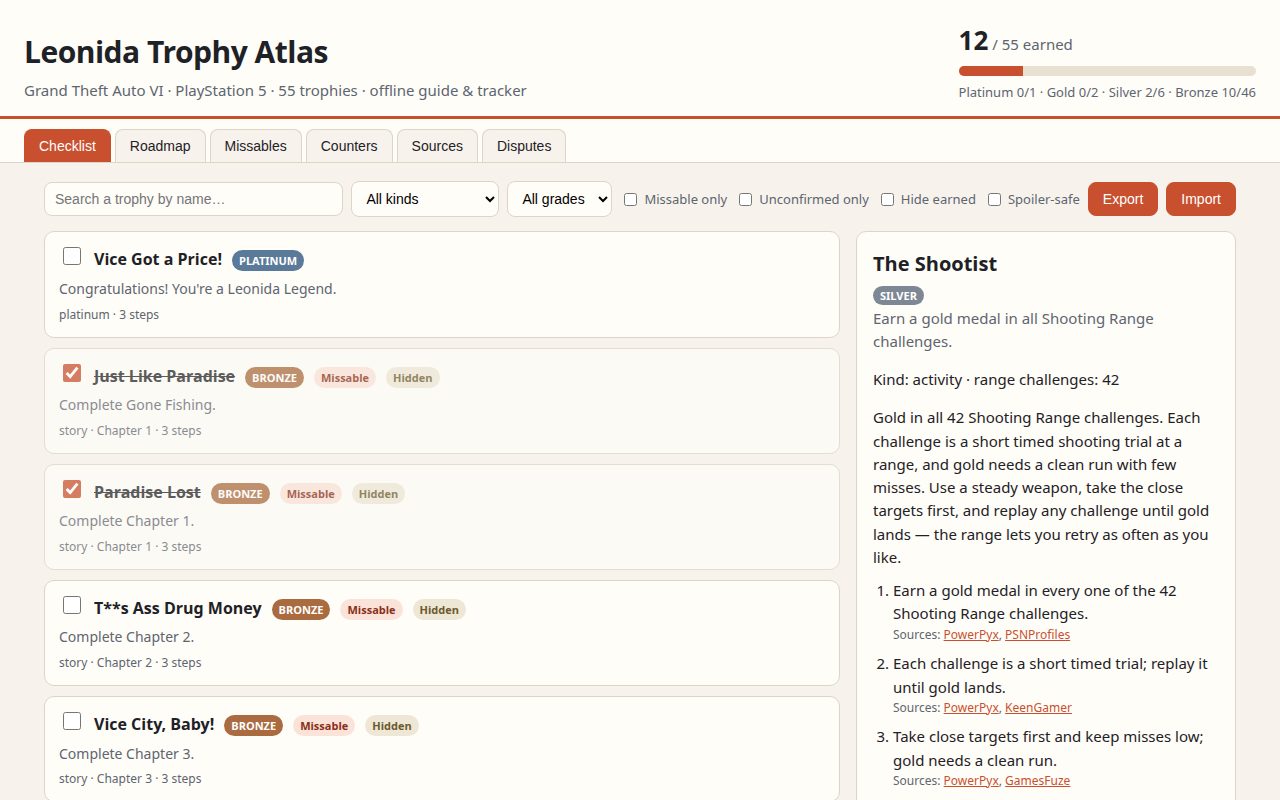 Leonida Trophy Atlas
Grand Theft Auto VI · PlayStation 5 · 55 trophies · offline guide & tracker
12 / 55 earned
Platinum 0/1 · Gold 0/2 · Silver 2/6 · Bronze 10/46
Checklist
Roadmap
Missables
Counters
Sources
Disputes
Search a trophy by name…
All kinds
All grades
Missable only
Unconfirmed only
Hide earned
Spoiler-safe
Export
Import
Vice Got a Price! PLATINUM
Congratulations! You're a Leonida Legend.
platinum · 3 steps
Just Like Paradise BRONZE Missable Hidden
Complete Gone Fishing.
story · Chapter 1 · 3 steps
Paradise Lost BRONZE Missable Hidden
Complete Chapter 1.
story · Chapter 1 · 3 steps
T**s Ass Drug Money BRONZE Missable Hidden
Complete Chapter 2.
story · Chapter 2 · 3 steps
Vice City, Baby! BRONZE Missable Hidden
Complete Chapter 3.
story · Chapter 3 · 3 steps
The Shootist
SILVER
Earn a gold medal in all Shooting Range
challenges.
Kind: activity · range challenges: 42
Gold in all 42 Shooting Range challenges. Each
challenge is a short timed shooting trial at a
range, and gold needs a clean run with few
misses. Use a steady weapon, take the close
targets first, and replay any challenge until gold
lands — the range lets you retry as often as you
like.
1. Earn a gold medal in every one of the 42
Shooting Range challenges.
Sources: PowerPyx, PSNProfiles
2. Each challenge is a short timed trial; replay it
until gold lands.
Sources: PowerPyx, KeenGamer
3. Take close targets first and keep misses low;
gold needs a clean run.
Sources: PowerPyx, GamesFuze